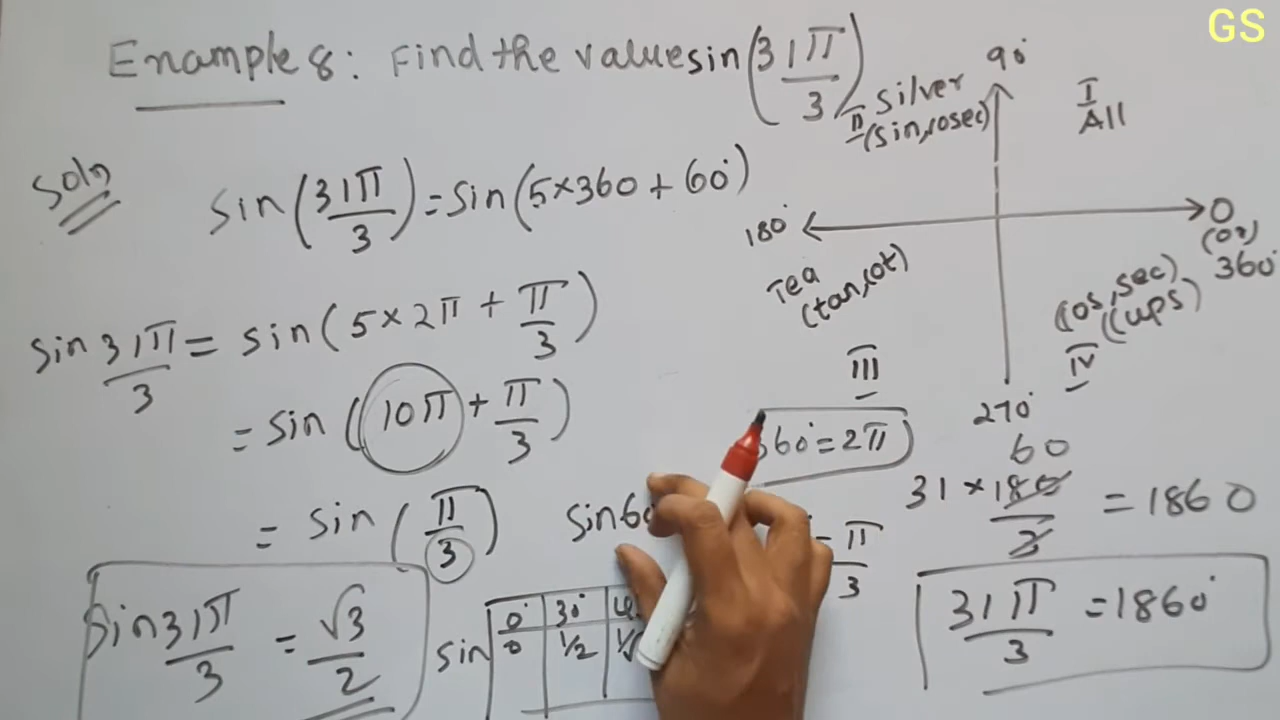 GS
Example 8: Find the value sin(31π/3)
Soln
sin(31π/3) = sin(5×360 + 60°)
sin 31π/3 = sin(5×2π + π/3)
= sin(10π + π/3)
= sin(π/3)
sin 31π/3 = √3/2
sin60
sin
0° 30°
0 1/2
90°
II Silver
(sin, cosec)
I
All
180°
0
(or)
360°
Tea
(tan, cot)
III
(cos, sec)
(cups)
IV
270°
360° = 2π
60
31 × 180/3 = 1860
π/3
31π/3 = 1860°